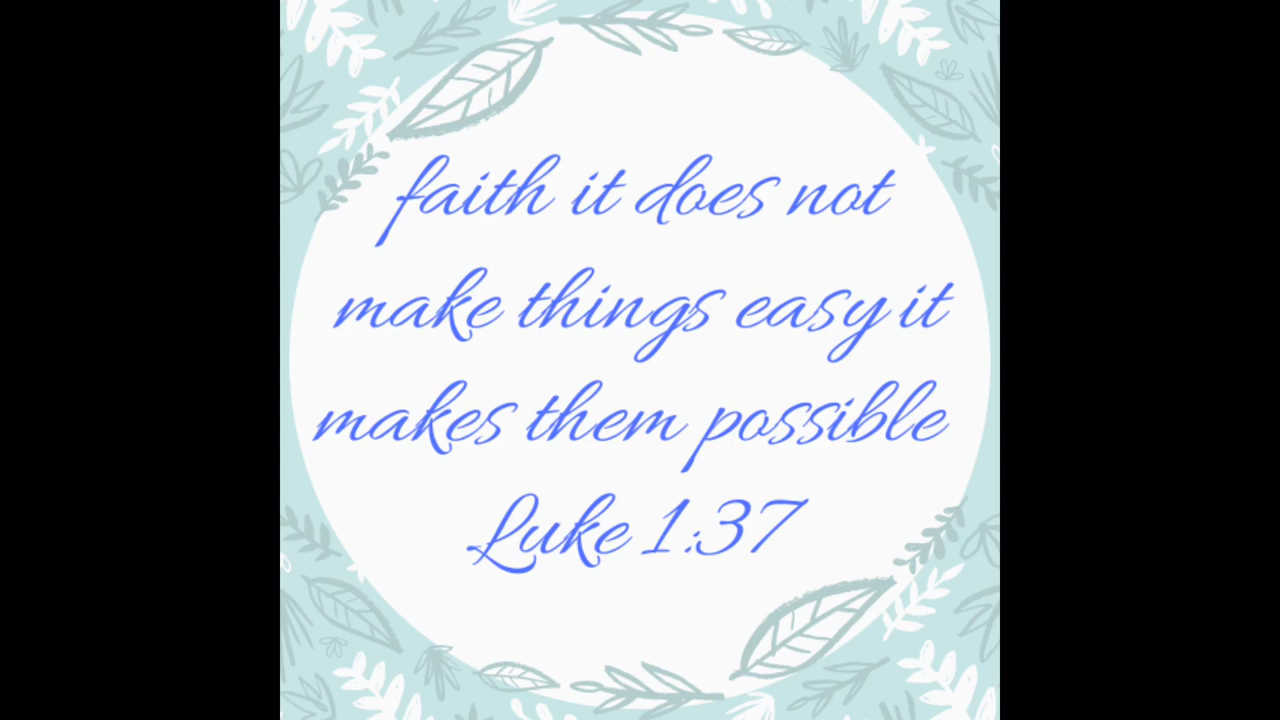 faith it does not
make things easy it
makes them possible
Luke 1:37